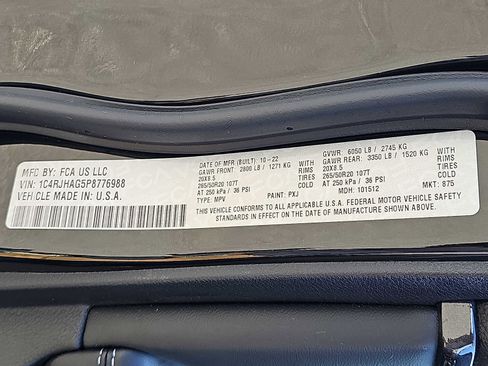 MFD BY: FCA US LLC
VIN: 1C4RJHAG5P8776988
VEHICLE MADE IN: U.S.A.
DATE OF MFR (BUILT): 10-22
GAWR FRONT: 2800 LB / 1271 KG
20X8.5 RIMS
265/50R20 107T TIRES
AT 250 kPa / 36 PSI COLD
TYPE: MPV PAINT: PXJ
GVWR: 6050 LB / 2745 KG
GAWR REAR: 3350 LB / 1520 KG
20X8.5 RIMS
265/50R20 107T TIRES
AT 250 kPa / 36 PSI COLD
MDH: 101512 MKT: 875
THIS VEHICLE CONFORMS TO ALL APPLICABLE U.S.A. FEDERAL MOTOR VEHICLE SAFETY
STANDARDS IN EFFECT ON THE DATE OF MANUFACTURE SHOWN ABOVE.